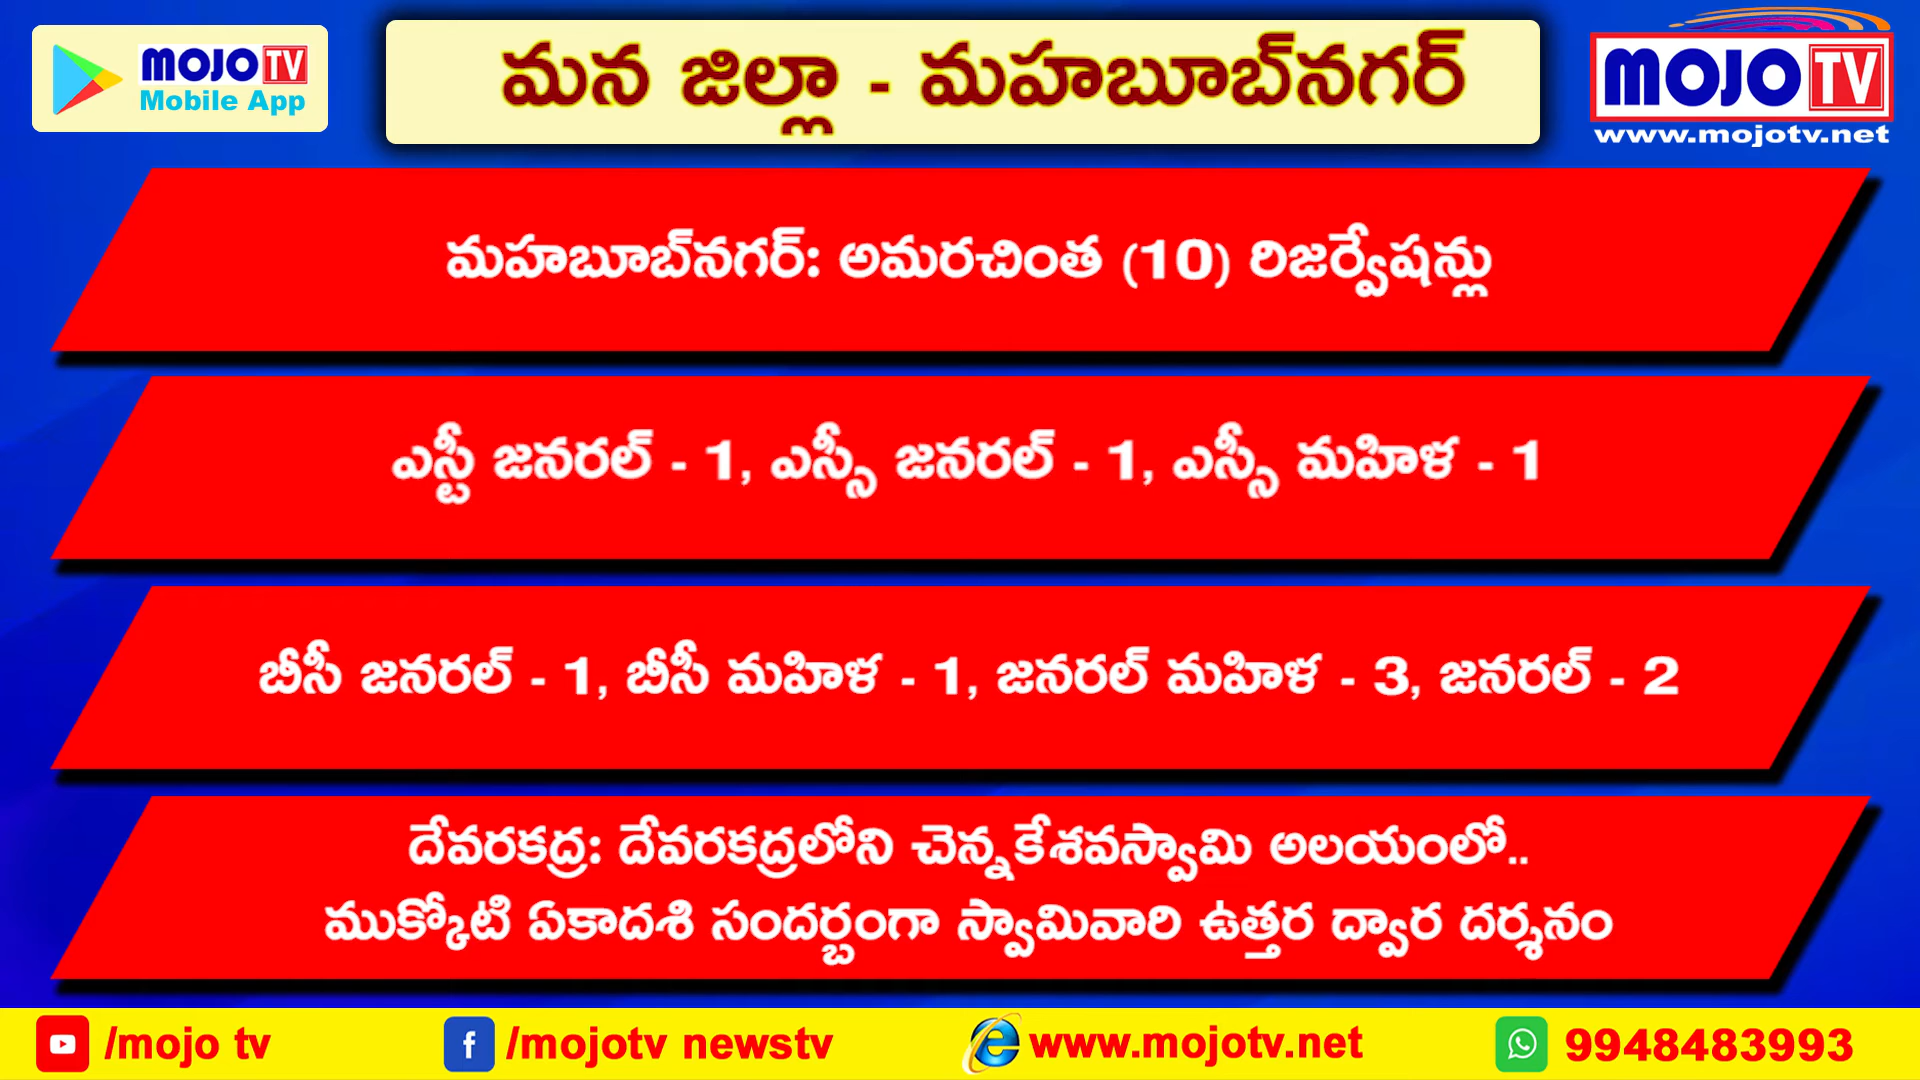 MOJO TV
Mobile App
మన జిల్లా - మహబూబ్‌నగర్
MOJO TV
www.mojotv.net
మహబూబ్‌నగర్: అమరచింత (10) రిజర్వేషన్లు
ఎస్టీ జనరల్ - 1, ఎస్సీ జనరల్ - 1, ఎస్సీ మహిళ - 1
బీసీ జనరల్ - 1, బీసీ మహిళ - 1, జనరల్ మహిళ - 3, జనరల్ - 2
దేవరకద్ర: దేవరకద్రలోని చెన్నకేశవస్వామి అలయంలో..
ముక్కోటి ఏకాదశి సందర్భంగా స్వామివారి ఉత్తర ద్వార దర్శనం
/mojo tv
/mojotv newstv
www.mojotv.net
9948483993